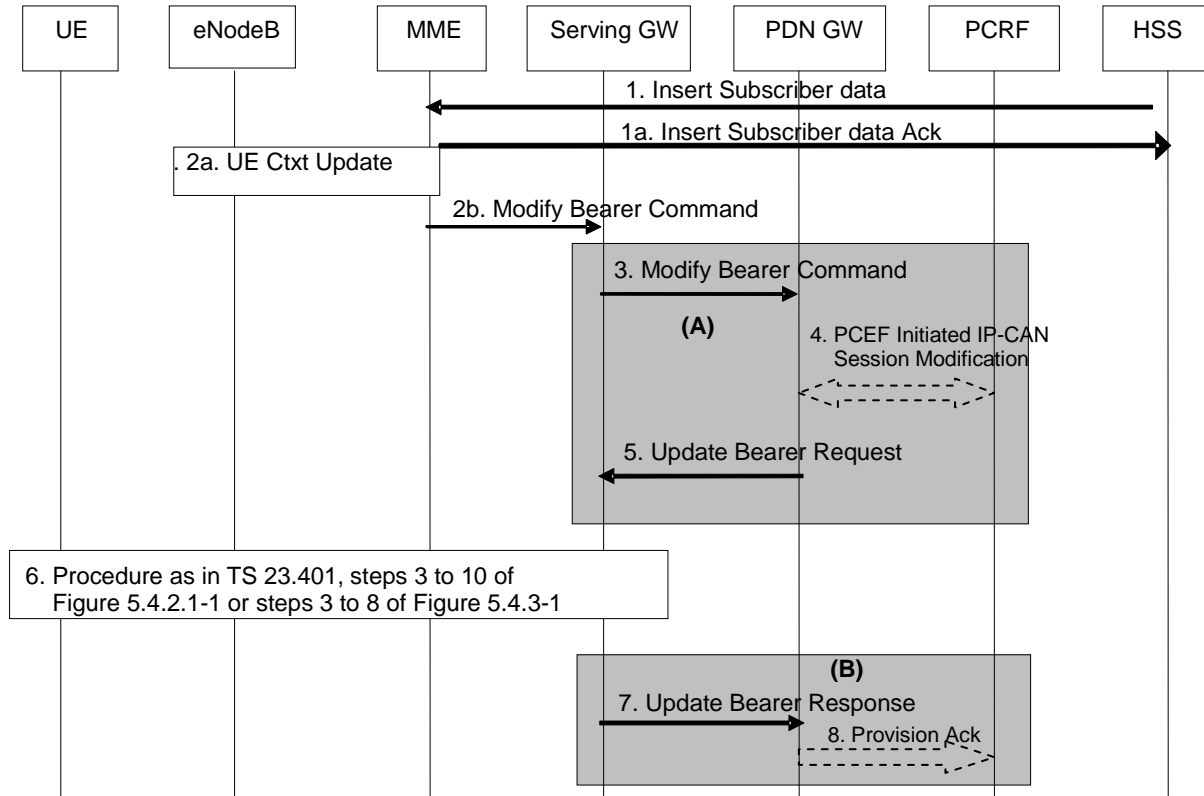 UE
eNodeB
MME
Serving GW
PDN GW
PCRF
HSS
1. Insert Subscriber data
1a. Insert Subscriber data Ack
. 2a. UE Ctxt Update
2b. Modify Bearer Command
3. Modify Bearer Command
(A)
4. PCEF Initiated IP-CAN
Session Modification
5. Update Bearer Request
6. Procedure as in TS 23.401, steps 3 to 10 of
Figure 5.4.2.1-1 or steps 3 to 8 of Figure 5.4.3-1
(B)
7. Update Bearer Response
8. Provision Ack